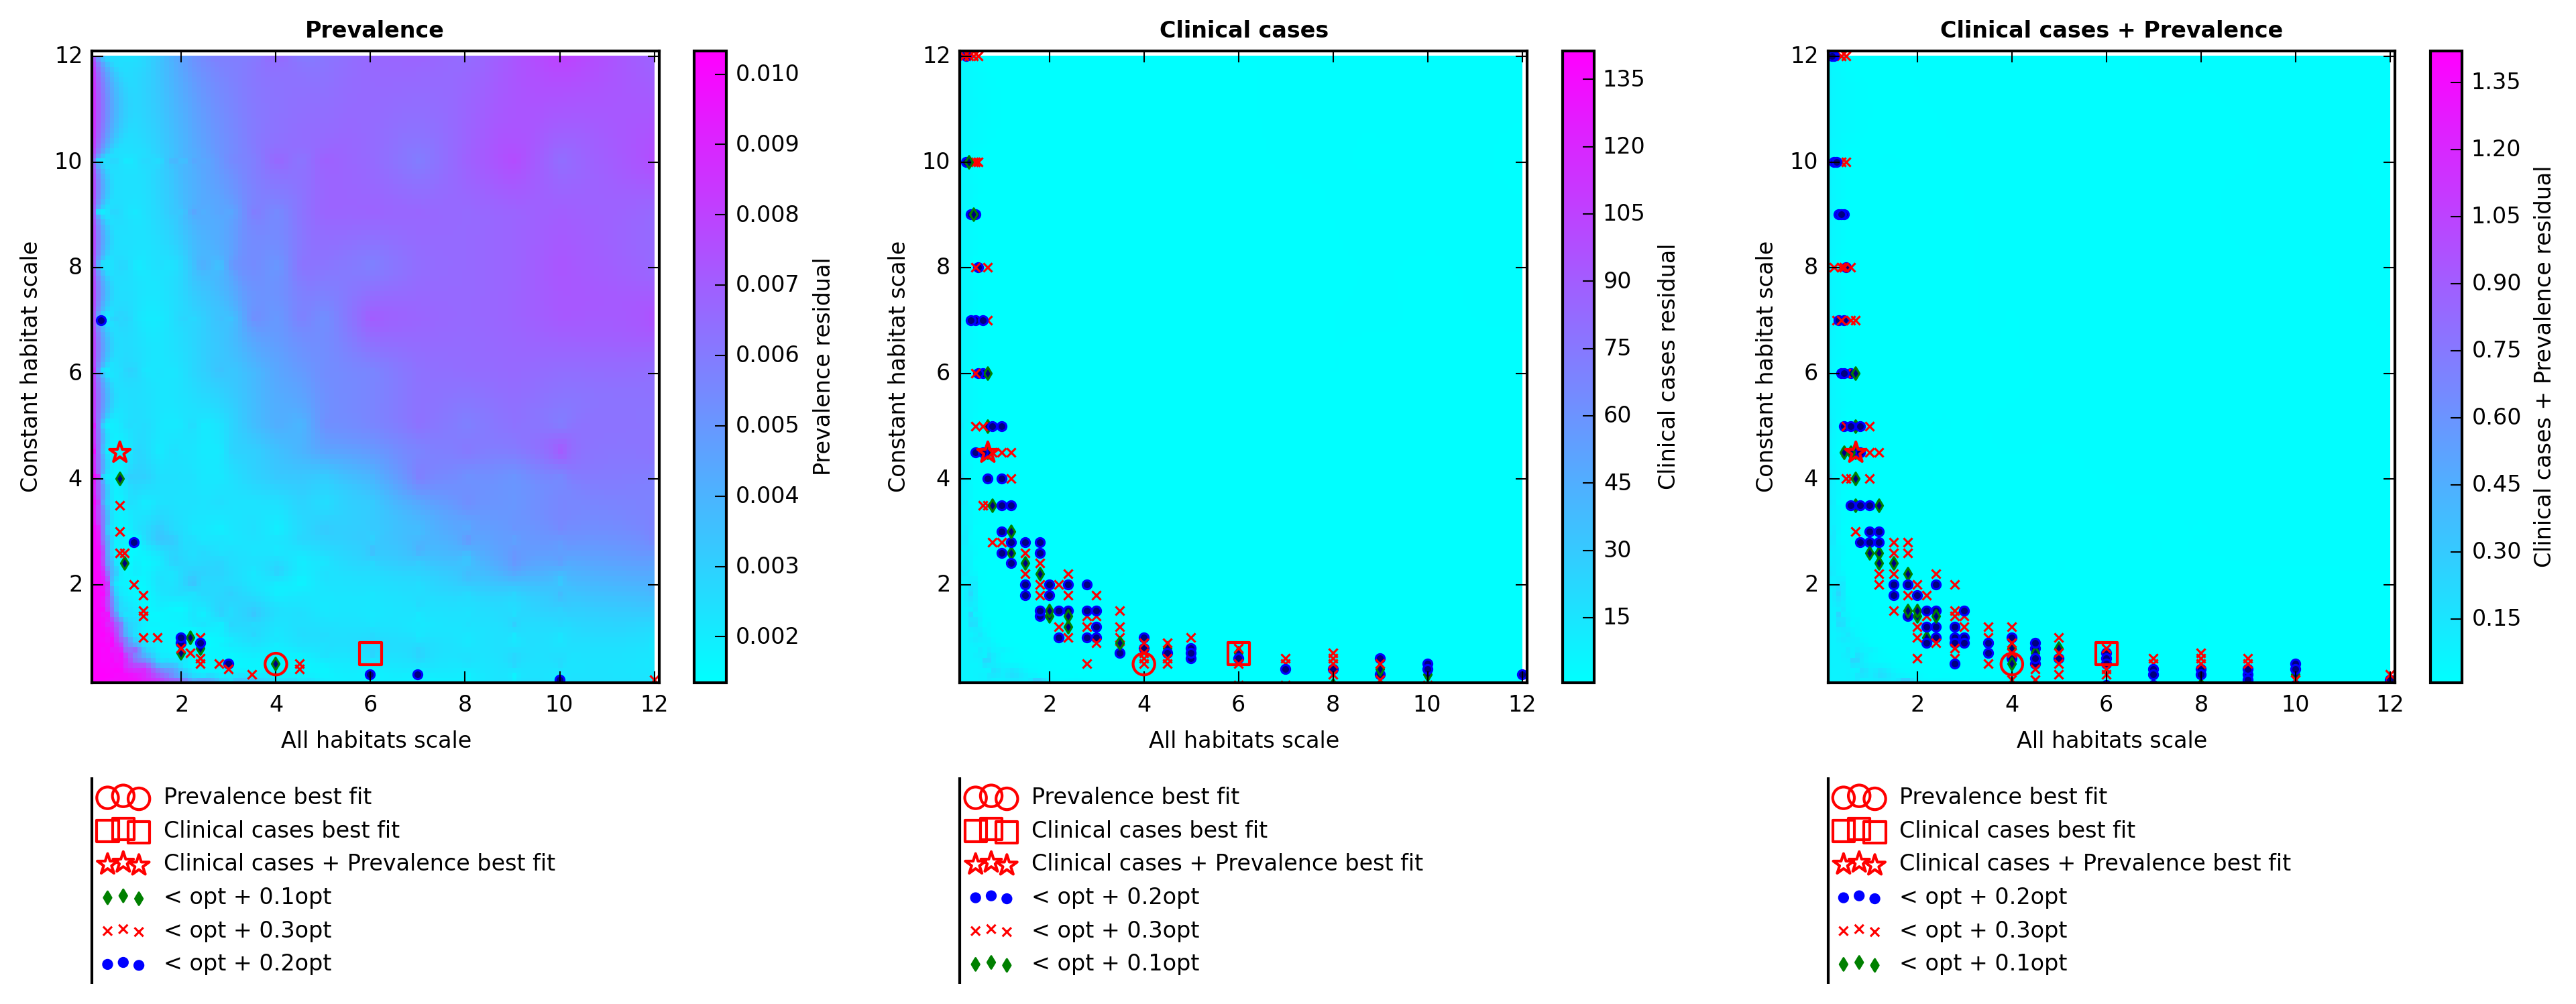 Prevalence
12
10
8
6
4
2
2 4 6 8 10 12
Constant habitat scale
All habitats scale
0.010
0.009
0.008
0.007
0.006
0.005
0.004
0.003
0.002
Prevalence residual
Prevalence best fit
Clinical cases best fit
Clinical cases + Prevalence best fit
< opt + 0.1opt
< opt + 0.3opt
< opt + 0.2opt
Clinical cases
12
10
8
6
4
2
2 4 6 8 10 12
Constant habitat scale
All habitats scale
135
120
105
90
75
60
45
30
15
Clinical cases residual
Prevalence best fit
Clinical cases best fit
Clinical cases + Prevalence best fit
< opt + 0.2opt
< opt + 0.3opt
< opt + 0.1opt
Clinical cases + Prevalence
12
10
8
6
4
2
2 4 6 8 10 12
Constant habitat scale
All habitats scale
1.35
1.20
1.05
0.90
0.75
0.60
0.45
0.30
0.15
Clinical cases + Prevalence residual
Prevalence best fit
Clinical cases best fit
Clinical cases + Prevalence best fit
< opt + 0.2opt
< opt + 0.3opt
< opt + 0.1opt